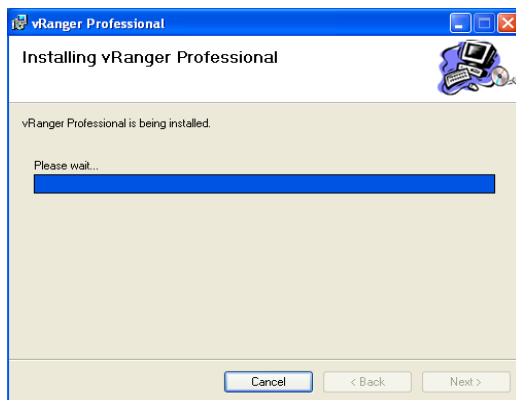 vRanger Professional
Installing vRanger Professional
vRanger Professional is being installed.
Please wait...
Cancel
< Back
Next >